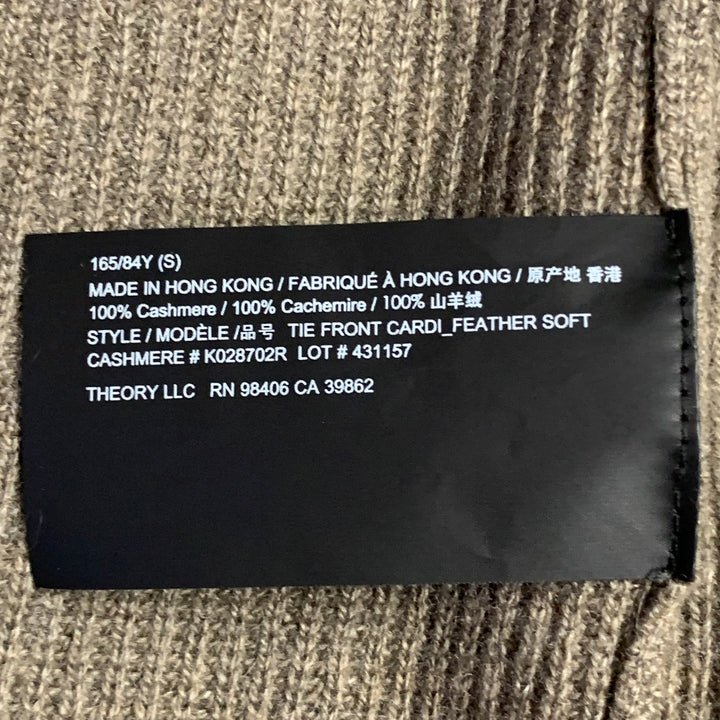 165/84Y (S)
MADE IN HONG KONG / FABRIQUÉ À HONG KONG / 原产地 香港
100% Cashmere / 100% Cachemire / 100% 山羊绒
STYLE / MODÈLE /品号 TIE FRONT CARDI_FEATHER SOFT
CASHMERE # K028702R LOT # 431157
THEORY LLC RN 98406 CA 39862